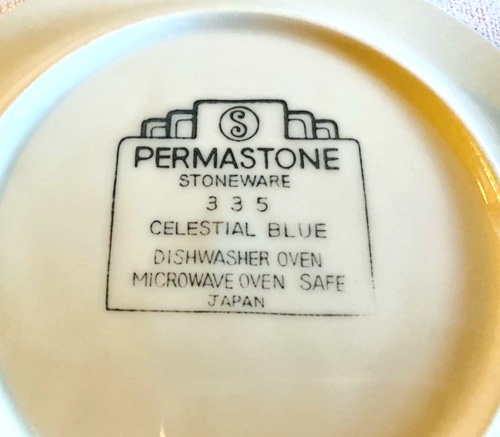 S
PERMASTONE
STONEWARE
3 3 5
CELESTIAL BLUE
DISHWASHER OVEN
MICROWAVE OVEN SAFE
JAPAN